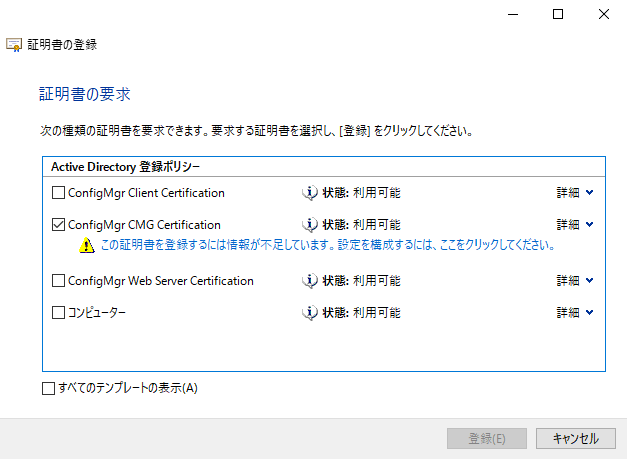 証明書の登録
証明書の要求
次の種類の証明書を要求できます。要求する証明書を選択し、[登録] をクリックしてください。
Active Directory 登録ポリシー
ConfigMgr Client Certification 状態: 利用可能 詳細
ConfigMgr CMG Certification 状態: 利用可能 詳細
この証明書を登録するには情報が不足しています。設定を構成するには、ここをクリックしてください。
ConfigMgr Web Server Certification 状態: 利用可能 詳細
コンピューター 状態: 利用可能 詳細
すべてのテンプレートの表示(A)
登録(E) キャンセル